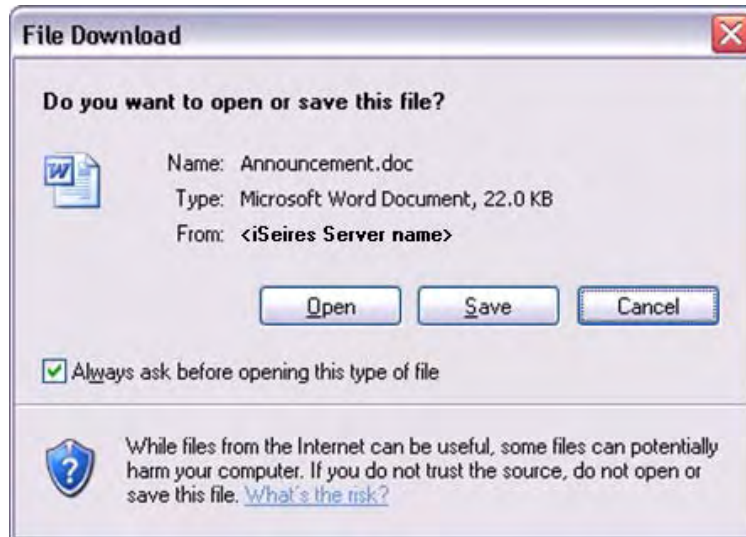 File Download
Do you want to open or save this file?
Name: Announcement.doc
Type: Microsoft Word Document, 22.0 KB
From: <iSeires Server name>
Open Save Cancel
Always ask before opening this type of file
While files from the Internet can be useful, some files can potentially
harm your computer. If you do not trust the source, do not open or
save this file. What's the risk?